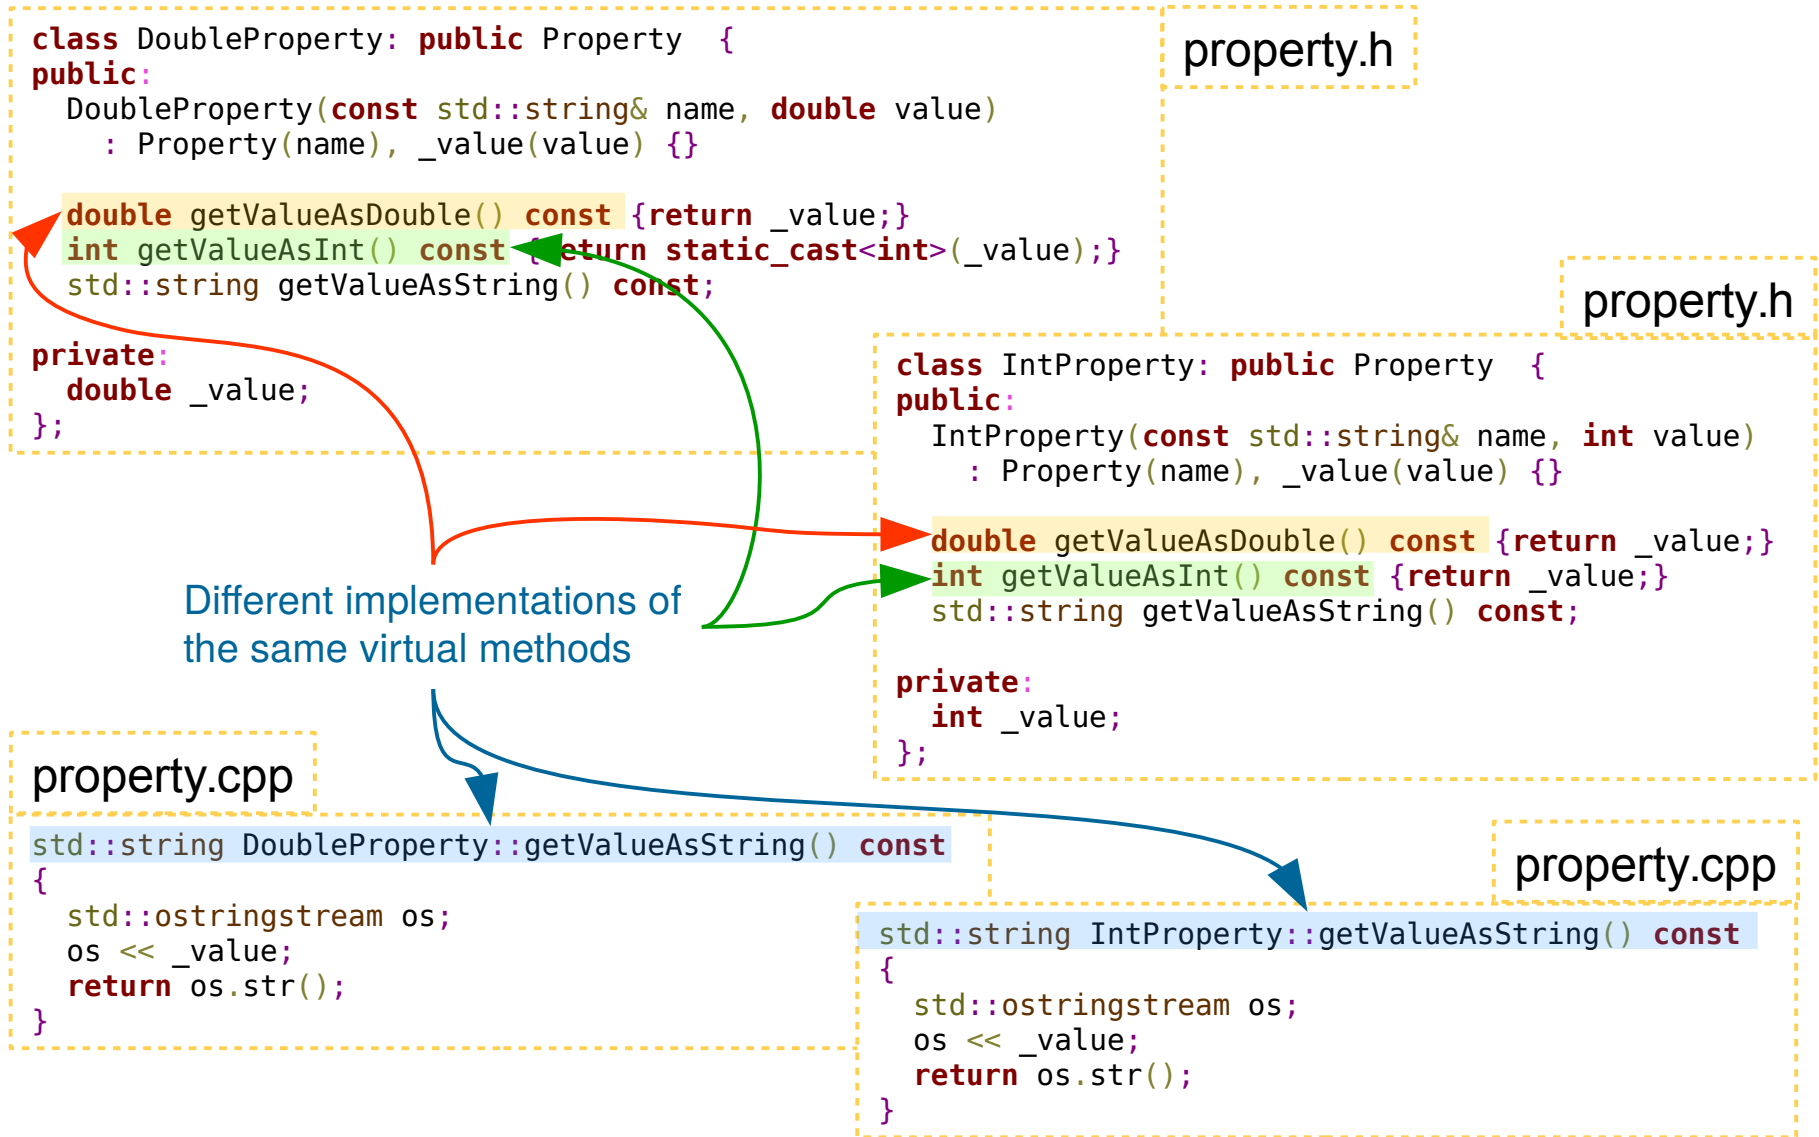 property.h
class DoubleProperty: public Property  {
public:
  DoubleProperty(const std::string& name, double value)
    : Property(name), _value(value) {}
  double getValueAsDouble() const {return _value;}
  int getValueAsInt() const {return static_cast<int>(_value);}
  std::string getValueAsString() const;
private:
  double _value;
};
property.h
class IntProperty: public Property  {
public:
  IntProperty(const std::string& name, int value)
    : Property(name), _value(value) {}
  double getValueAsDouble() const {return _value;}
  int getValueAsInt() const {return _value;}
  std::string getValueAsString() const;
private:
  int _value;
};
Different implementations of
the same virtual methods
property.cpp
std::string DoubleProperty::getValueAsString() const
{
  std::ostringstream os;
  os << _value;
  return os.str();
}
property.cpp
std::string IntProperty::getValueAsString() const
{
  std::ostringstream os;
  os << _value;
  return os.str();
}